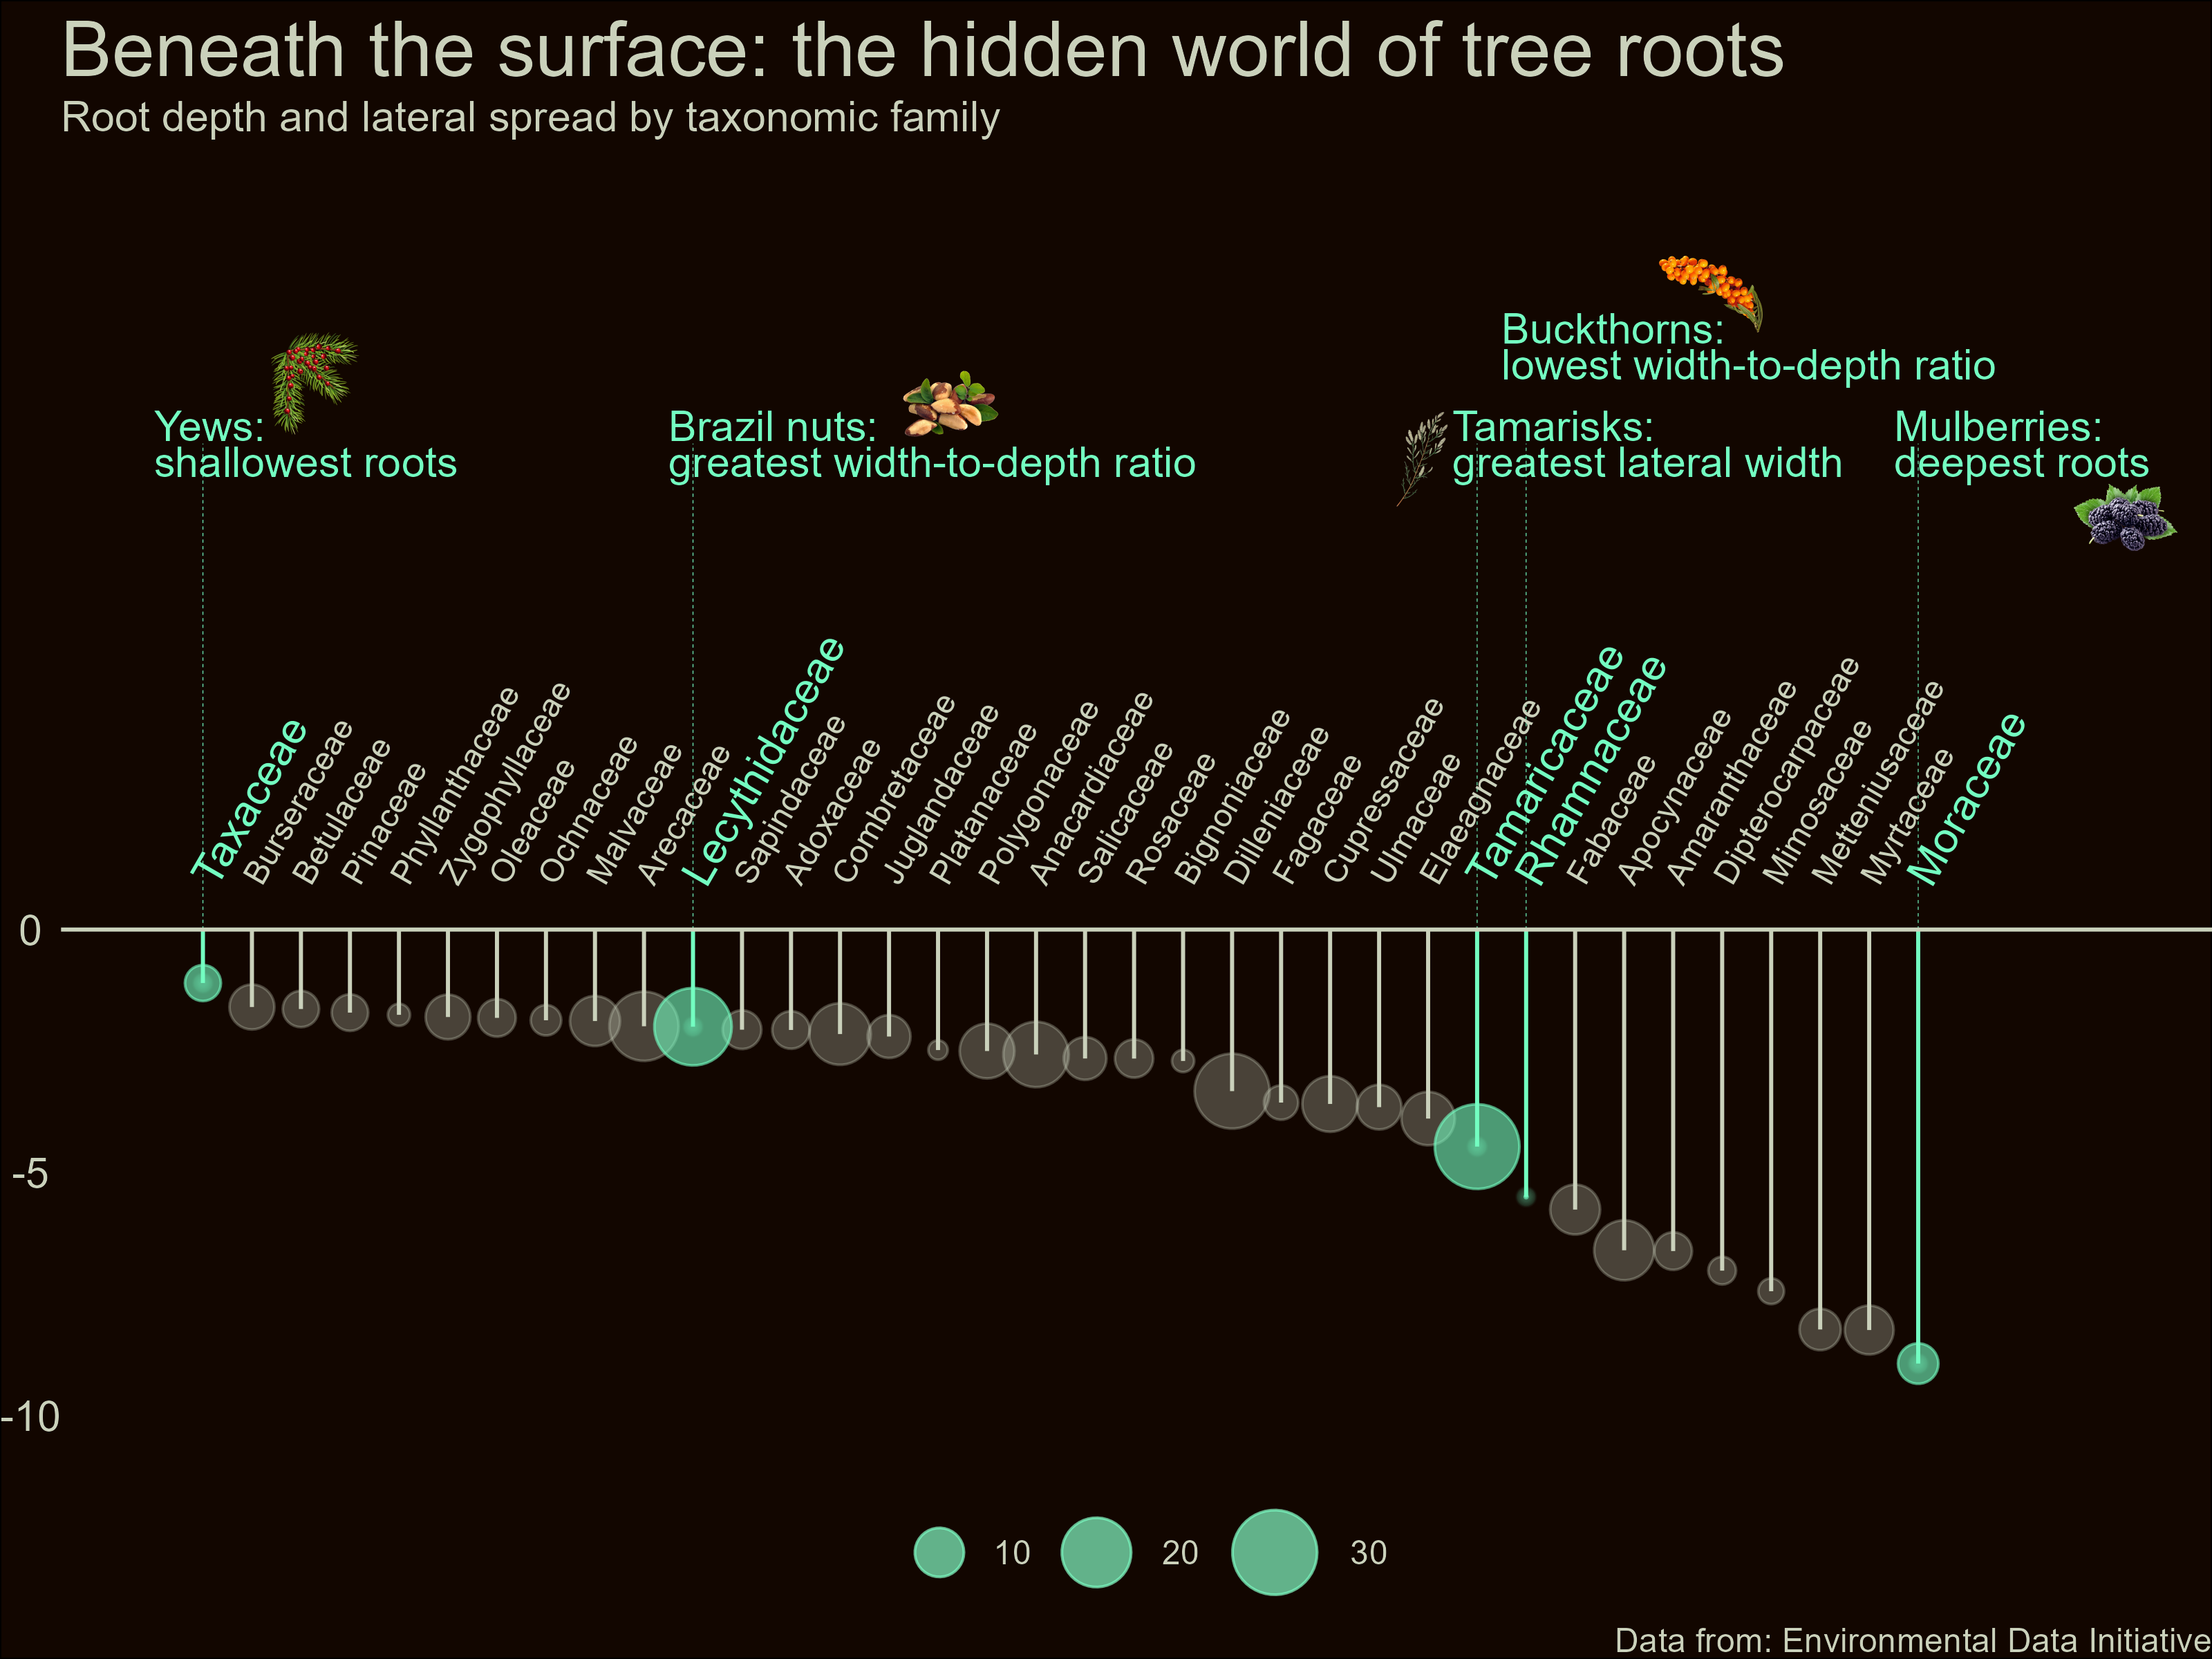 Beneath the surface: the hidden world of tree roots
Root depth and lateral spread by taxonomic family
Buckthorns:
lowest width-to-depth ratio
Yews:
shallowest roots
Brazil nuts:
greatest width-to-depth ratio
Tamarisks:
greatest lateral width
Mulberries:
deepest roots
Taxaceae
Burseraceae
Betulaceae
Pinaceae
Phyllanthaceae
Zygophyllaceae
Oleaceae
Ochnaceae
Malvaceae
Arecaceae
Lecythidaceae
Sapindaceae
Adoxaceae
Combretaceae
Juglandaceae
Platanaceae
Polygonaceae
Anacardiaceae
Salicaceae
Rosaceae
Bignoniaceae
Dilleniaceae
Fagaceae
Cupressaceae
Ulmaceae
Elaeagnaceae
Tamaricaceae
Rhamnaceae
Fabaceae
Apocynaceae
Amaranthaceae
Dipterocarpaceae
Mimosaceae
Metteniusaceae
Myrtaceae
Moraceae
0
-5
-10
10 20 30
Data from: Environmental Data Initiative